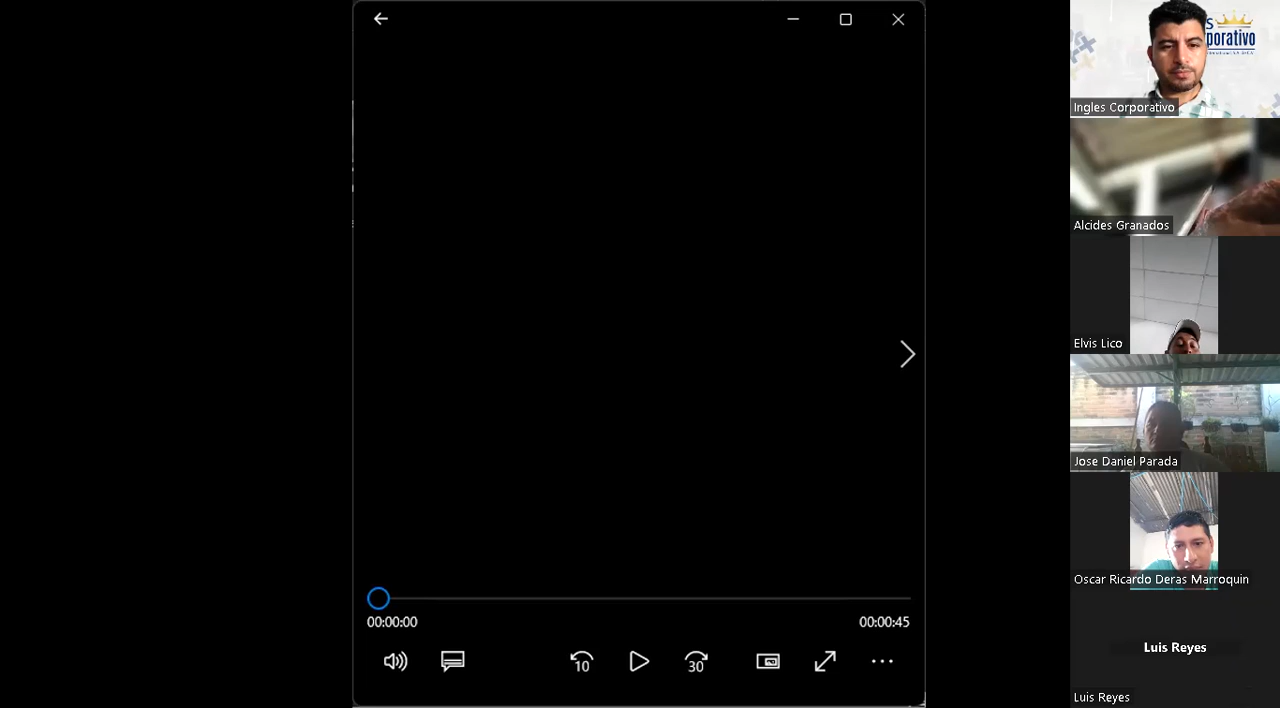 00:00:00
00:00:45
10
30
s
porativo
Ingles Corporativo
Alcides Granados
Elvis Lico
Jose Daniel Parada
Oscar Ricardo Deras Marroquin
Luis Reyes
Luis Reyes